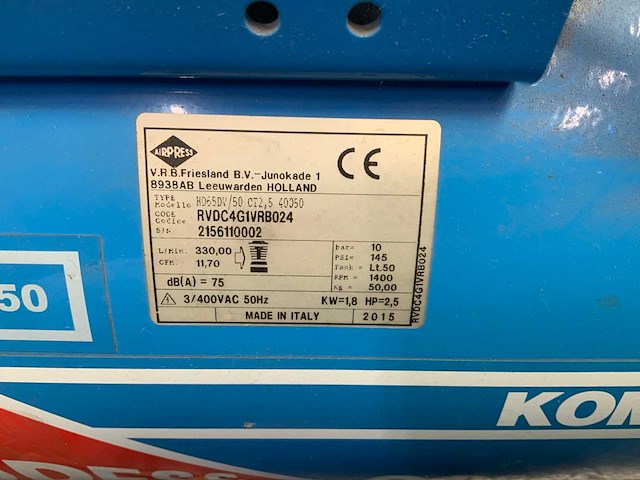 AIRPRESS
CE
V.R.B.Friesland B.V.-Junokade 1
8938AB Leeuwarden HOLLAND
TYPE
Modello HD65DV/50 CT2,5 40050
CODE
Codice RVDC4G1VRB024
S/N 2156110002
L/Min. 330,00
CFM. 11,70
bar= 10
PSI= 145
Tank = Lt.50
RPM = 1400
Kg = 50,00
dB(A) = 75
3/400VAC 50Hz KW=1,8 HP=2,5
MADE IN ITALY 2015
RVDC4G1VRB024
50
KOM